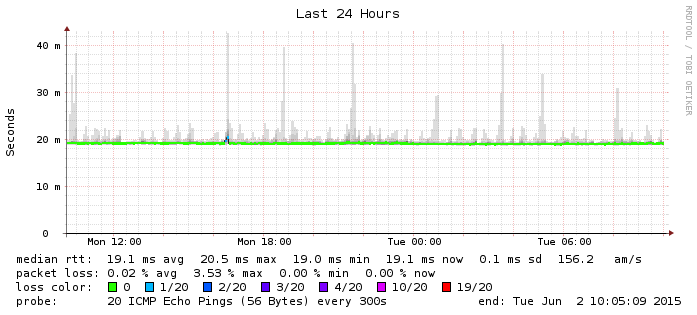 Last 24 Hours
RRDTOOL / TOBI OETIKER
Seconds
40 m
30 m
20 m
10 m
0
Mon 12:00 Mon 18:00 Tue 00:00 Tue 06:00
median rtt: 19.1 ms avg 20.5 ms max 19.0 ms min 19.1 ms now 0.1 ms sd 156.2 am/s
packet loss: 0.02 % avg 3.53 % max 0.00 % min 0.00 % now
loss color: 0 1/20 2/20 3/20 4/20 10/20 19/20
probe: 20 ICMP Echo Pings (56 Bytes) every 300s end: Tue Jun 2 10:05:09 2015